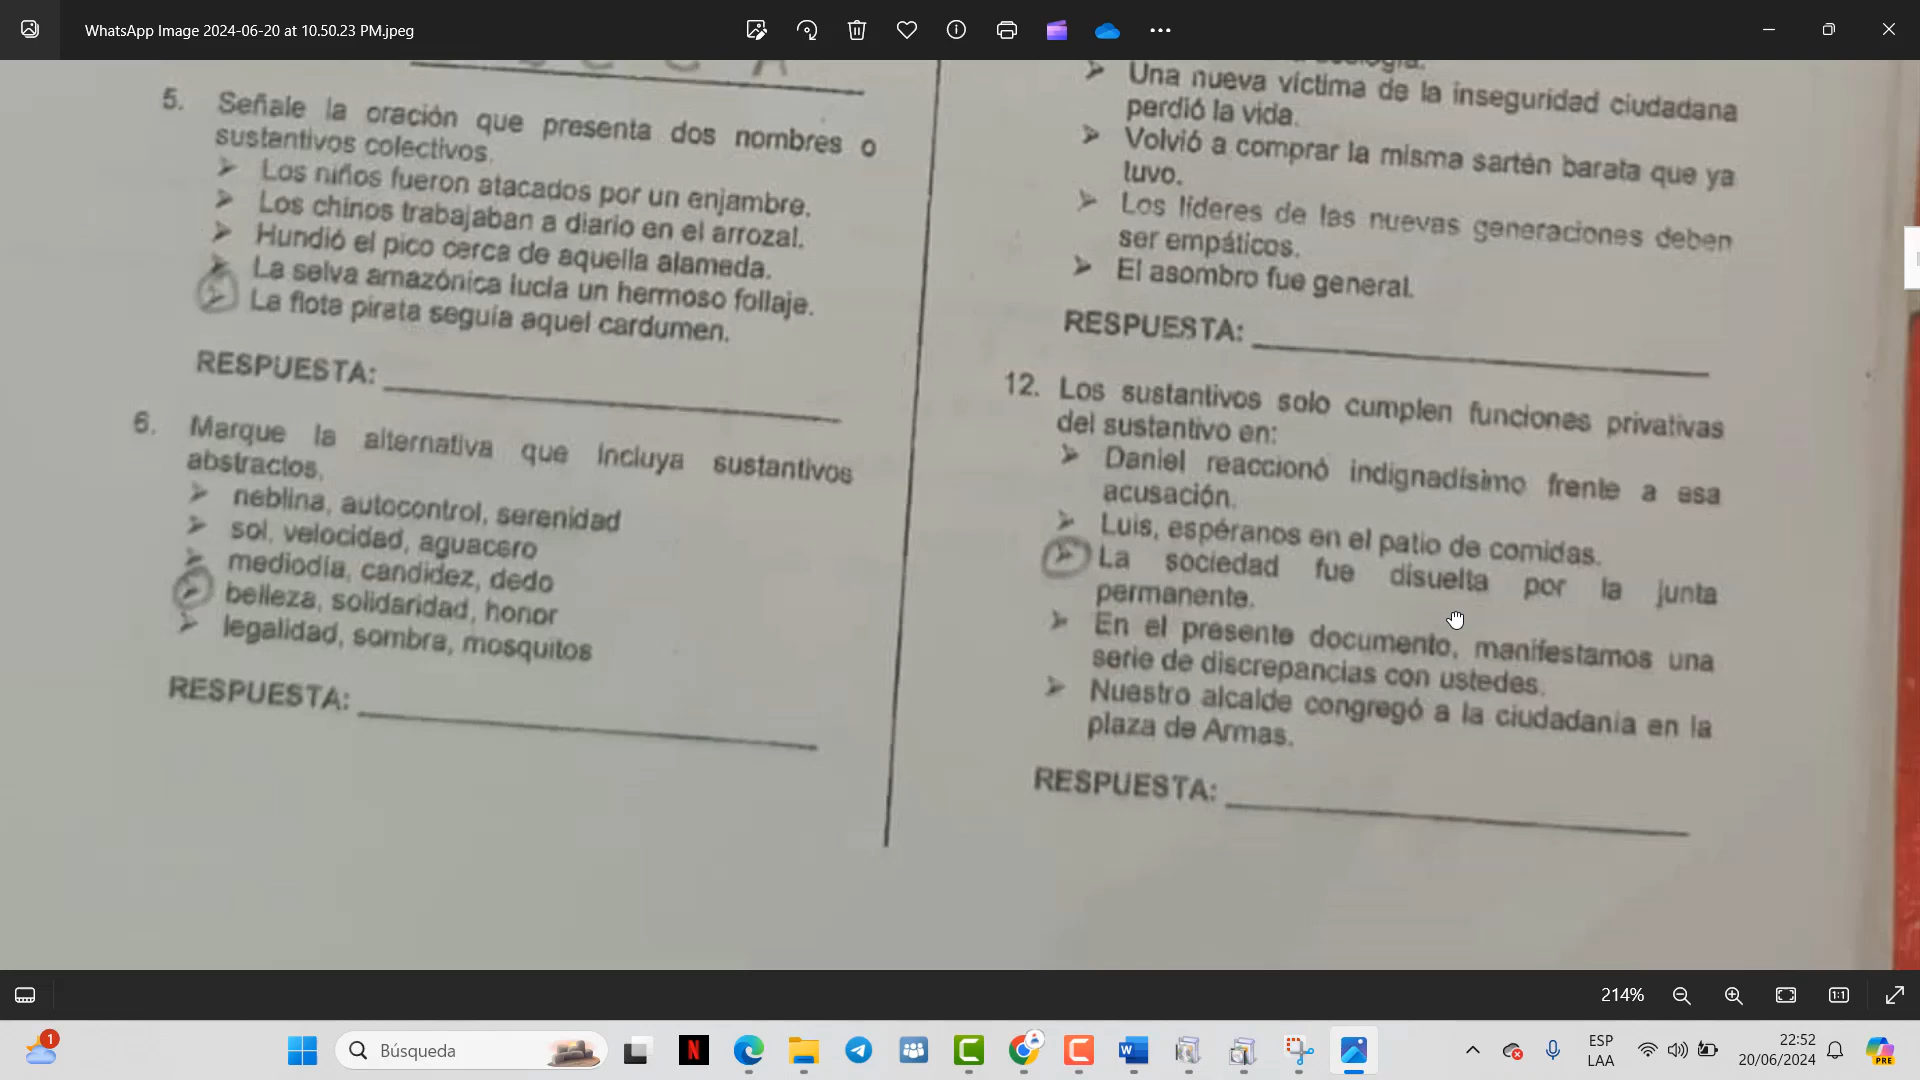 WhatsApp Image 2024-06-20 at 10.50.23 PM.jpeg
5. Señale la oración que presenta dos nombres o
sustantivos colectivos.
Los niños fueron atacados por un enjambre.
Los chinos trabajaban a diario en el arrozal.
Hundió el pico cerca de aquella alameda.
La selva amazónica lucía un hermoso follaje.
La flota pirata seguía aquel cardumen.
RESPUESTA:
6. Marque la alternativa que incluya sustantivos
abstractos.
neblina, autocontrol, serenidad
sol, velocidad, aguacero
mediodía, candidez, dedo
belleza, solidaridad, honor
legalidad, sombra, mosquitos
RESPUESTA:
Una nueva víctima de la inseguridad ciudadana
perdió la vida.
Volvió a comprar la misma sartén barata que ya
tuvo.
Los líderes de las nuevas generaciones deben
ser empáticos.
El asombro fue general.
RESPUESTA:
12. Los sustantivos solo cumplen funciones privativas
del sustantivo en:
Daniel reaccionó indignadísimo frente a esa
acusación.
Luis, espéranos en el patio de comidas.
La sociedad fue disuelta por la junta
permanente.
En el presente documento, manifestamos una
serie de discrepancias con ustedes.
Nuestro alcalde congregó a la ciudadanía en la
plaza de Armas.
RESPUESTA:
214%
1:1
1
Búsqueda
ESP
LAA
22:52
20/06/2024
PRE